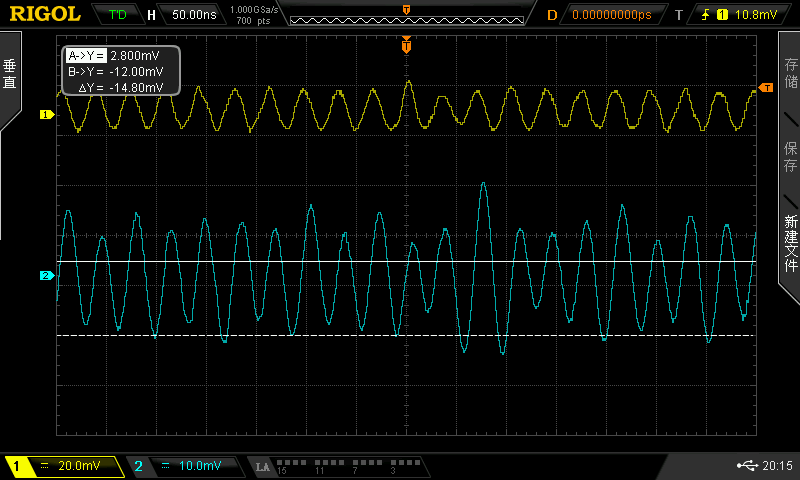 RIGOL TD H 50.00ns 1.000GSa/s 700 pts T D 0.00000000ps T 1 10.8mV
T
A->Y = 2.800mV
B->Y = -12.00mV
ΔY = -14.80mV
垂直
1
2
T
存储
保存
新建文件
1 20.0mV 2 10.0mV LA 15 11 7 3 20:15